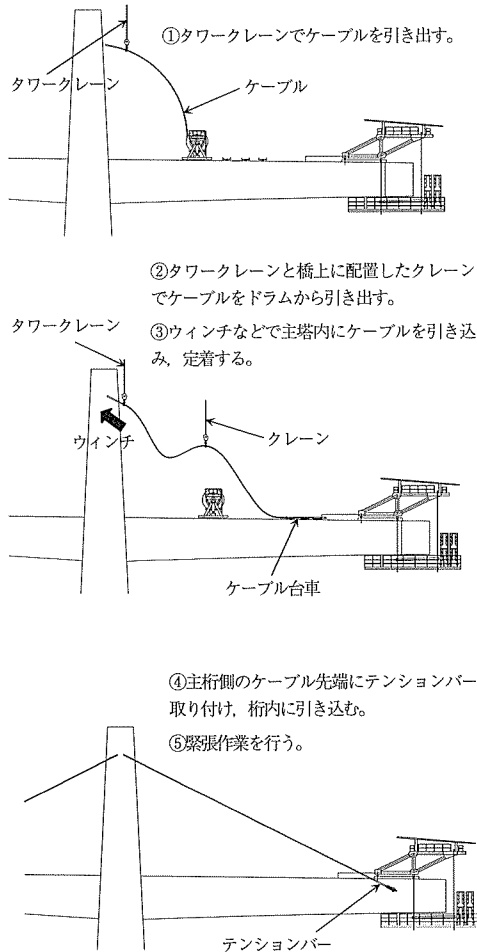 ①タワークレーンでケーブルを引き出す。
タワークレーン
ケーブル
②タワークレーンと橋上に配置したクレーン
でケーブルをドラムから引き出す。
③ウィンチなどで主塔内にケーブルを引き込
み，定着する。
タワークレーン
ウィンチ
クレーン
ケーブル台車
④主桁側のケーブル先端にテンションバー
取り付け，桁内に引き込む。
⑤緊張作業を行う。
テンションバー